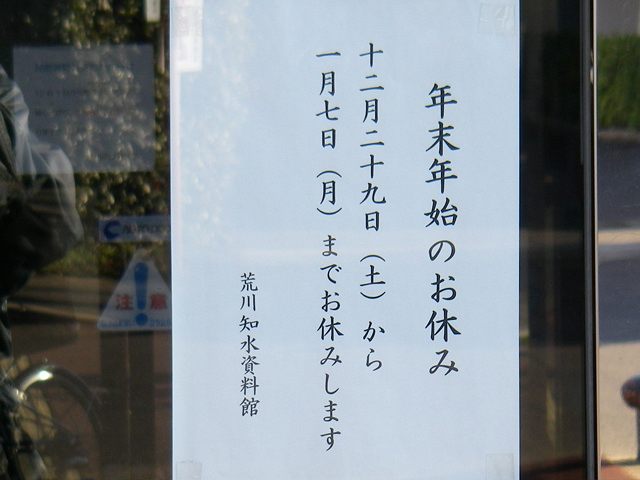 年末年始のお休み
十二月二十九日（土）から
一月七日（月）までお休みします
荒川知水資料館
注意